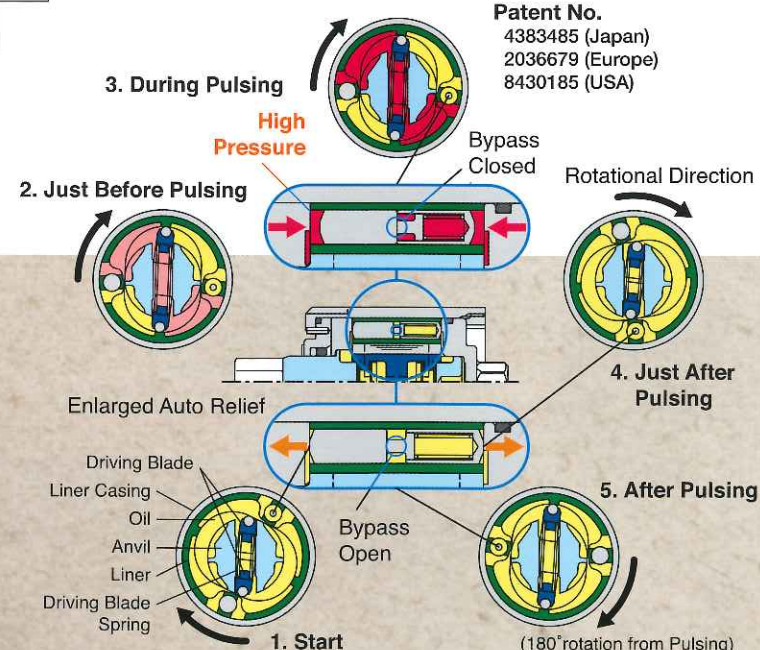 Patent No.
4383485 (Japan)
2036679 (Europe)
8430185 (USA)
3. During Pulsing
High
Pressure
Bypass
Closed
2. Just Before Pulsing
Rotational Direction
4. Just After
Pulsing
Enlarged Auto Relief
Driving Blade
Liner Casing
Oil
Anvil
Liner
Driving Blade
Spring
1. Start
Bypass
Open
5. After Pulsing
(180°rotation from Pulsing)